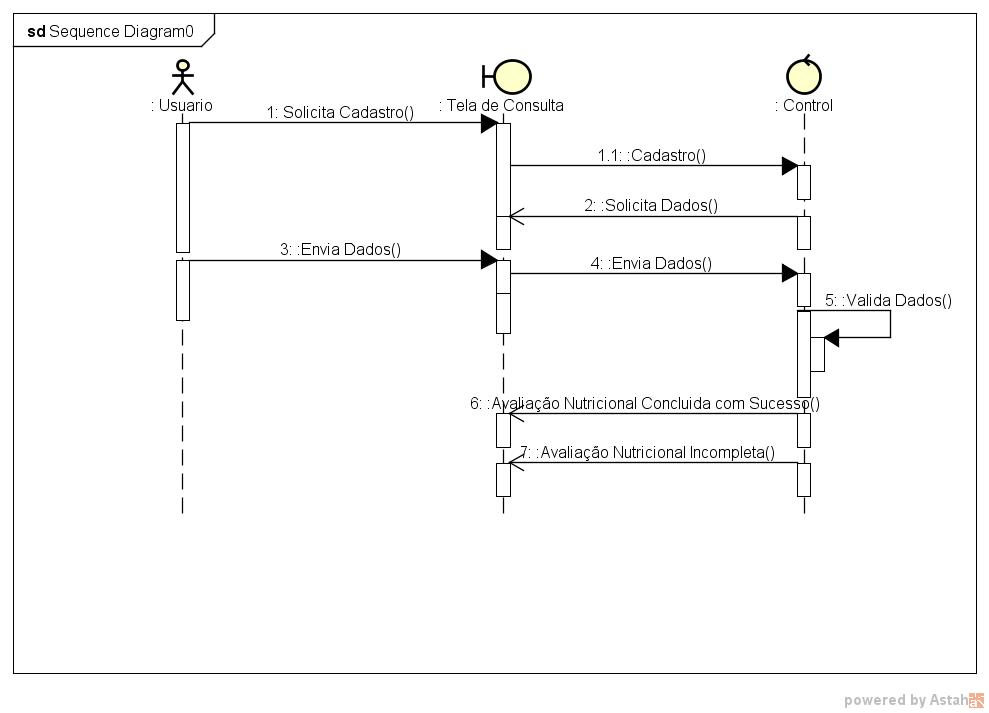 sd Sequence Diagram0
: Usuario
: Tela de Consulta
: Control
1: Solicita Cadastro()
1.1: :Cadastro()
2: :Solicita Dados()
3: :Envia Dados()
4: :Envia Dados()
5: :Valida Dados()
6: :Avaliação Nutricional Concluida com Sucesso()
7: :Avaliação Nutricional Incompleta()
powered by Astah